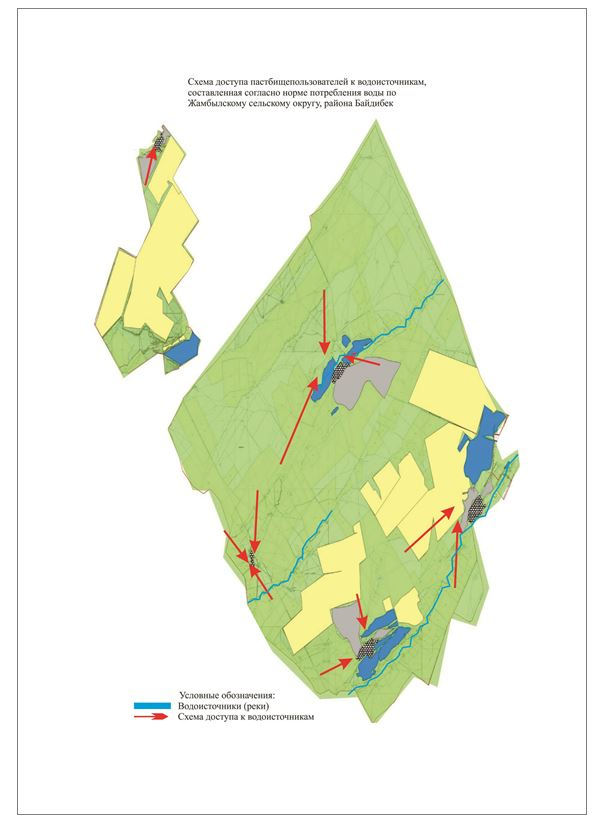 Схема доступа пастбищепользователей к водоисточникам,
составленная согласно норме потребления воды по
Жамбылскому сельскому округу, района Байдибек
Условные обозначения:
Водоисточники (реки)
Схема доступа к водоисточникам